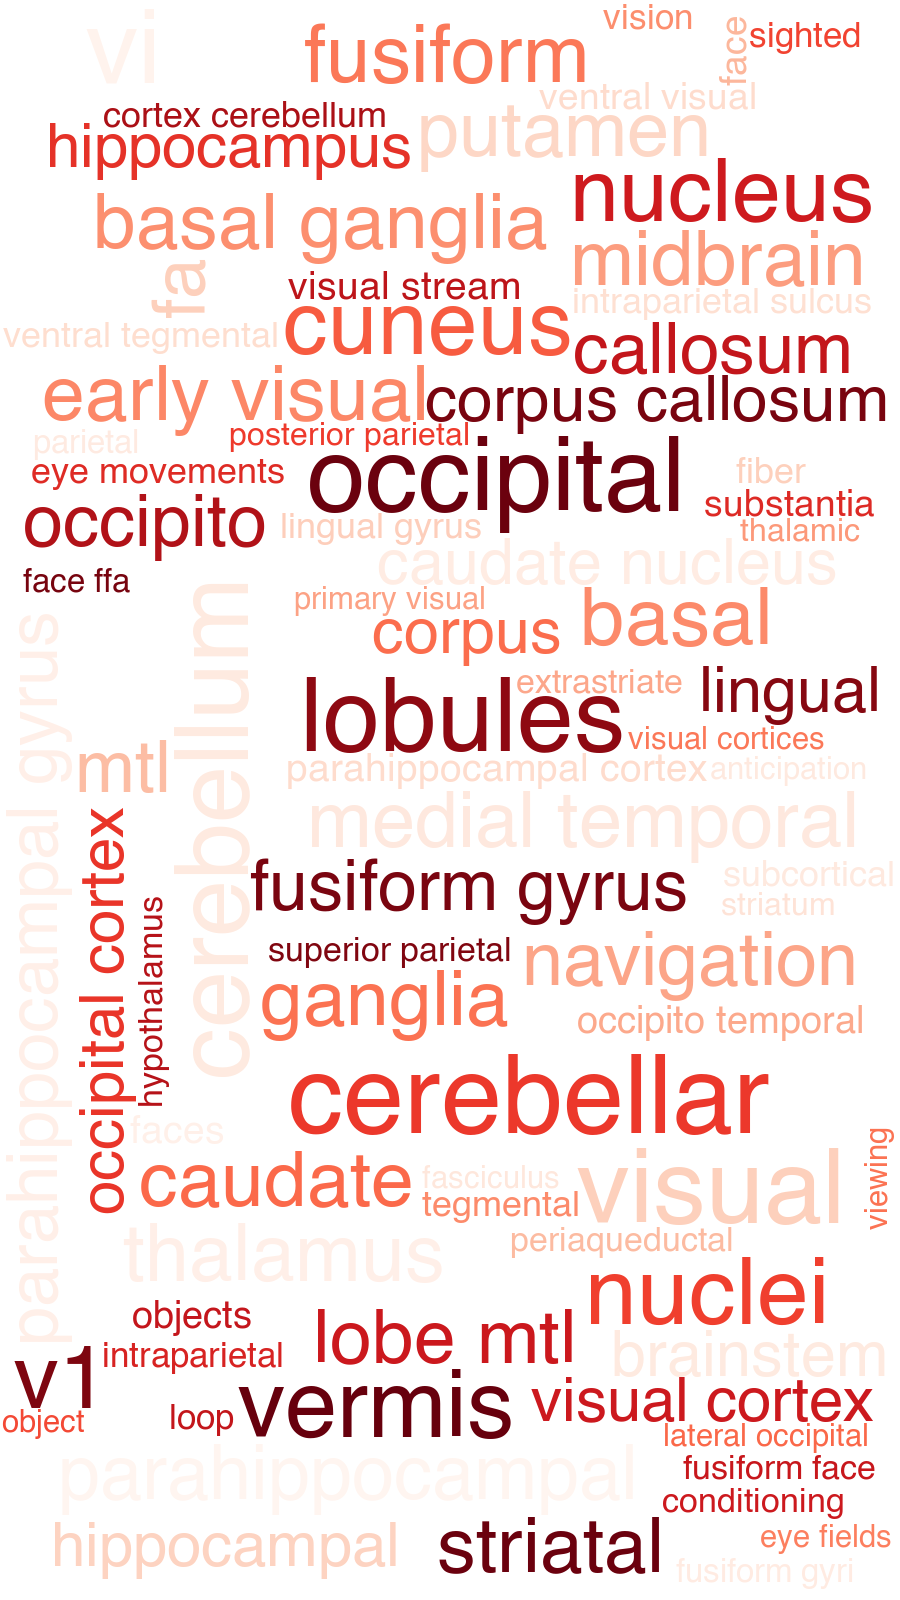 vi
fusiform
vision
face
sighted
ventral visual
cortex cerebellum
hippocampus
putamen
nucleus
basal ganglia
midbrain
fa
visual stream
intraparietal sulcus
ventral tegmental
cuneus
callosum
early visual
corpus callosum
parietal
posterior parietal
occipital
eye movements
fiber
substantia
occipito
lingual gyrus
thalamic
caudate nucleus
face ffa
cerebellum
primary visual
basal
corpus
parahippocampal gyrus
lobules
extrastriate
lingual
visual cortices
mtl
parahippocampal cortex
anticipation
medial temporal
occipital cortex
fusiform gyrus
subcortical
striatum
hypothalamus
superior parietal
navigation
ganglia
occipito temporal
cerebellar
faces
caudate
fasciculus
tegmental
visual
viewing
thalamus
periaqueductal
nuclei
objects
lobe mtl
brainstem
intraparietal
v1
object
loop
vermis
visual cortex
lateral occipital
parahippocampal
fusiform face
conditioning
hippocampal
striatal
eye fields
fusiform gyri